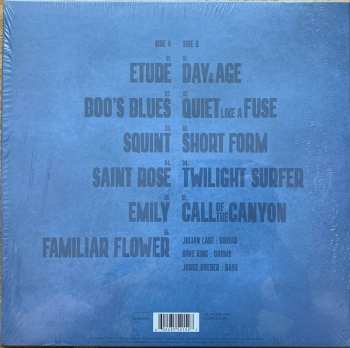 SIDE A
ETUDE
BOO'S BLUES
SQUINT
SAINT ROSE
EMILY
FAMILIAR FLOWER
SIDE B
DAY & AGE
QUIET LIKE A FUSE
SHORT FORM
TWILIGHT SURFER
CALL OF THE CANYON
JULIAN LAGE : GUITAR
DAVE KING : DRUMS
JORGE ROEDER : BASS